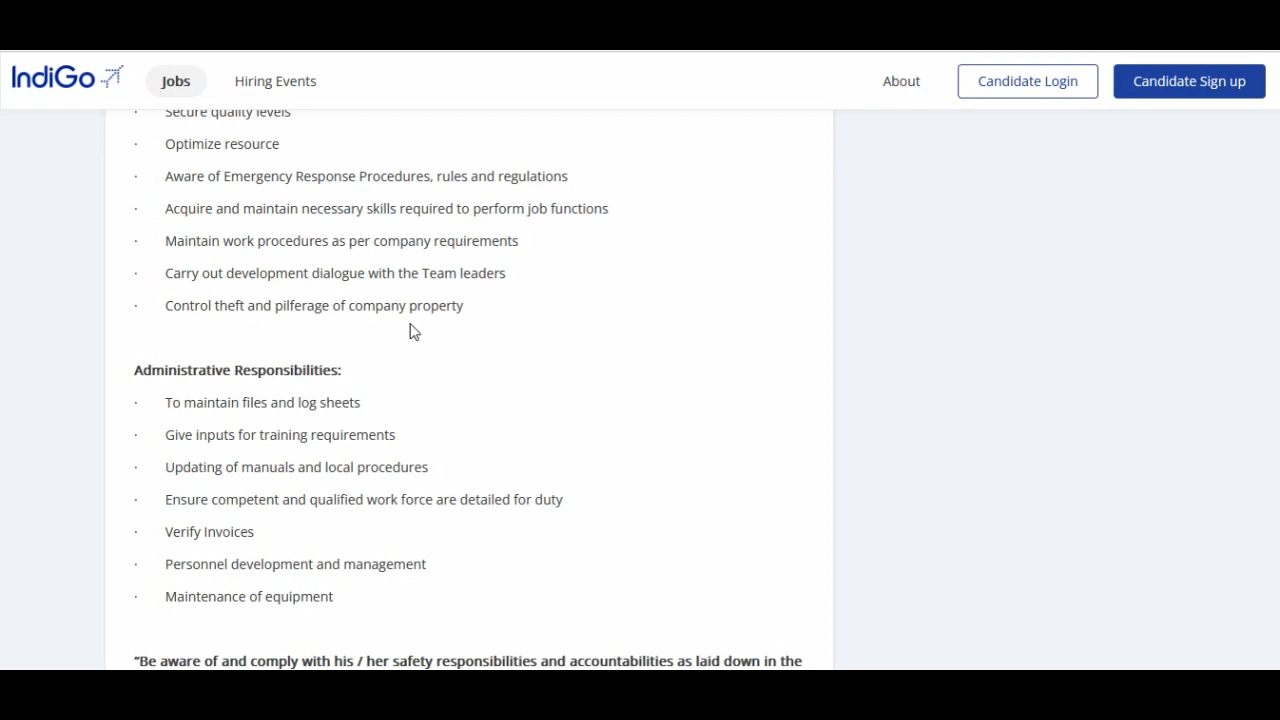 IndiGo
Jobs
Hiring Events
About
Candidate Login
Candidate Sign up
· Secure quality levels
· Optimize resource
· Aware of Emergency Response Procedures, rules and regulations
· Acquire and maintain necessary skills required to perform job functions
· Maintain work procedures as per company requirements
· Carry out development dialogue with the Team leaders
· Control theft and pilferage of company property
Administrative Responsibilities:
· To maintain files and log sheets
· Give inputs for training requirements
· Updating of manuals and local procedures
· Ensure competent and qualified work force are detailed for duty
· Verify Invoices
· Personnel development and management
· Maintenance of equipment
“Be aware of and comply with his / her safety responsibilities and accountabilities as laid down in the